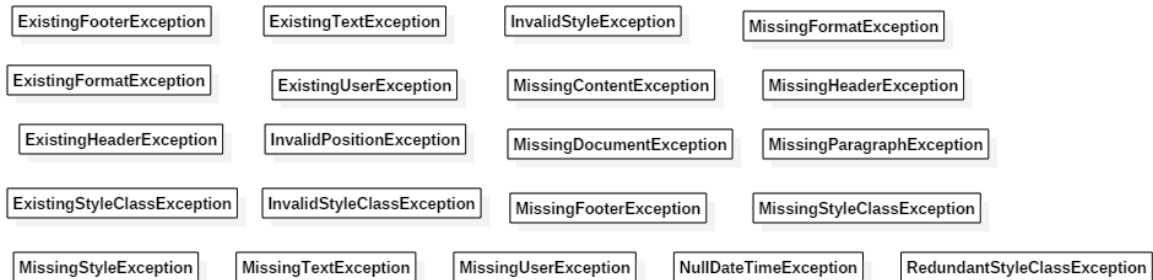 ExistingFooterException
ExistingTextException
InvalidStyleException
MissingFormatException
ExistingFormatException
ExistingUserException
MissingContentException
MissingHeaderException
ExistingHeaderException
InvalidPositionException
MissingDocumentException
MissingParagraphException
ExistingStyleClassException
InvalidStyleClassException
MissingFooterException
MissingStyleClassException
MissingStyleException
MissingTextException
MissingUserException
NullDateTimeException
RedundantStyleClassException